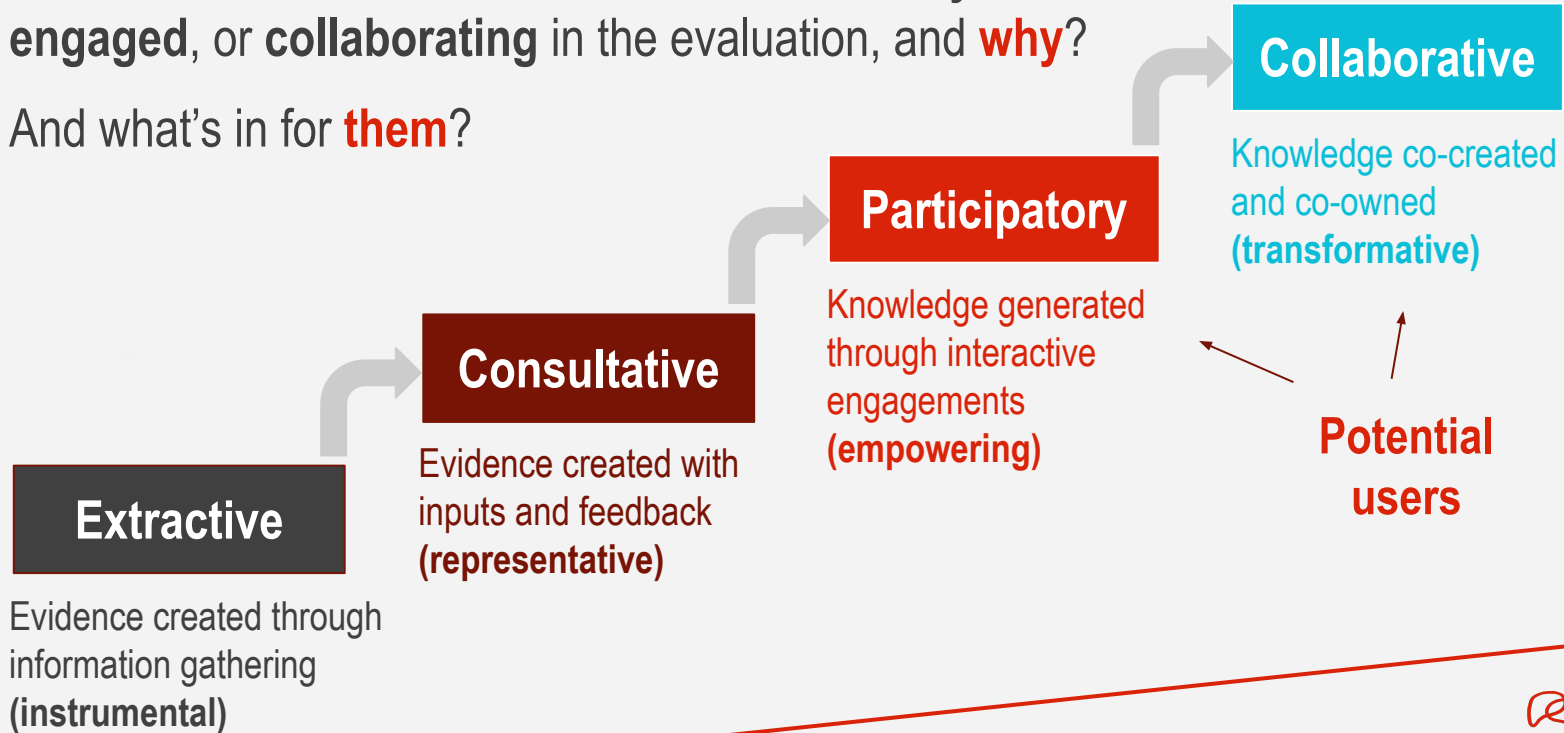 engaged, or collaborating in the evaluation, and why?
And what's in for them?
Collaborative
Knowledge co-created
and co-owned
(transformative)
Participatory
Knowledge generated
through interactive
engagements
(empowering)
Potential
users
Consultative
Evidence created with
inputs and feedback
(representative)
Extractive
Evidence created through
information gathering
(instrumental)